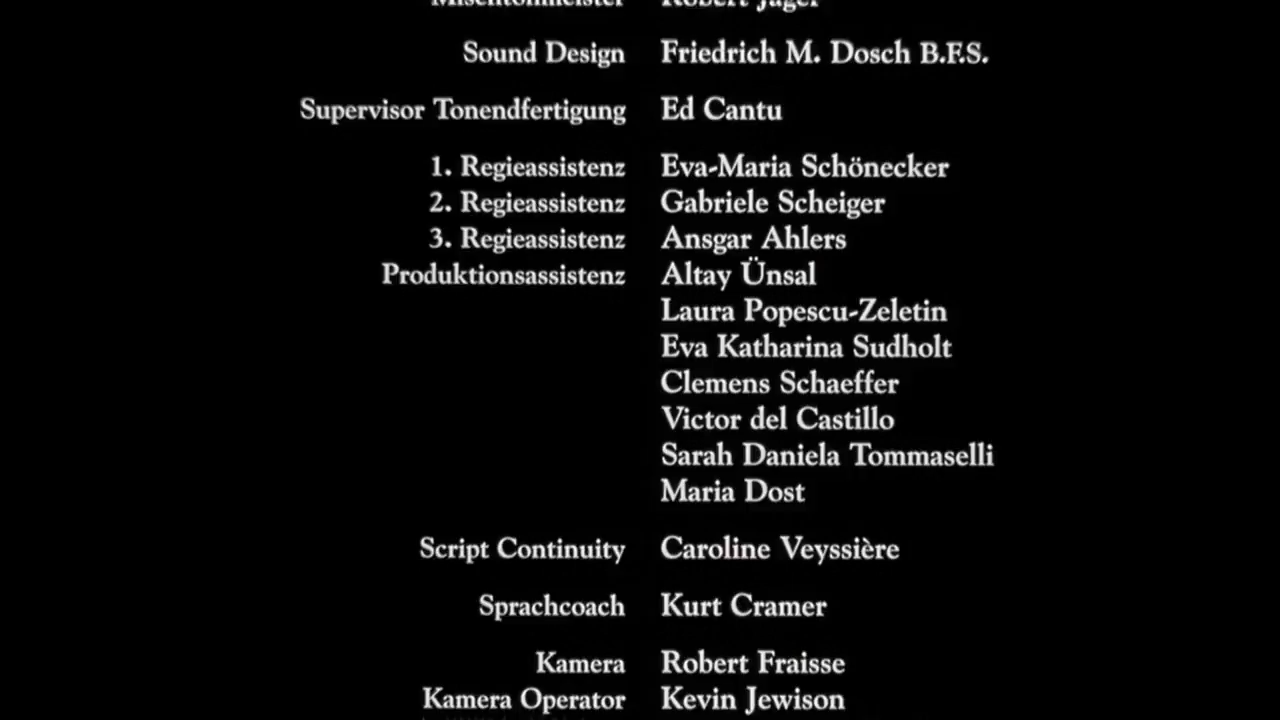 Mischtonmeister Robert Jäger
Sound Design Friedrich M. Dosch B.F.S.
Supervisor Tonendfertigung Ed Cantu
1. Regieassistenz Eva-Maria Schönecker
2. Regieassistenz Gabriele Scheiger
3. Regieassistenz Ansgar Ahlers
Produktionsassistenz Altay Ünsal
Laura Popescu-Zeletin
Eva Katharina Sudholt
Clemens Schaeffer
Victor del Castillo
Sarah Daniela Tommaselli
Maria Dost
Script Continuity Caroline Veyssière
Sprachcoach Kurt Cramer
Kamera Robert Fraisse
Kamera Operator Kevin Jewison